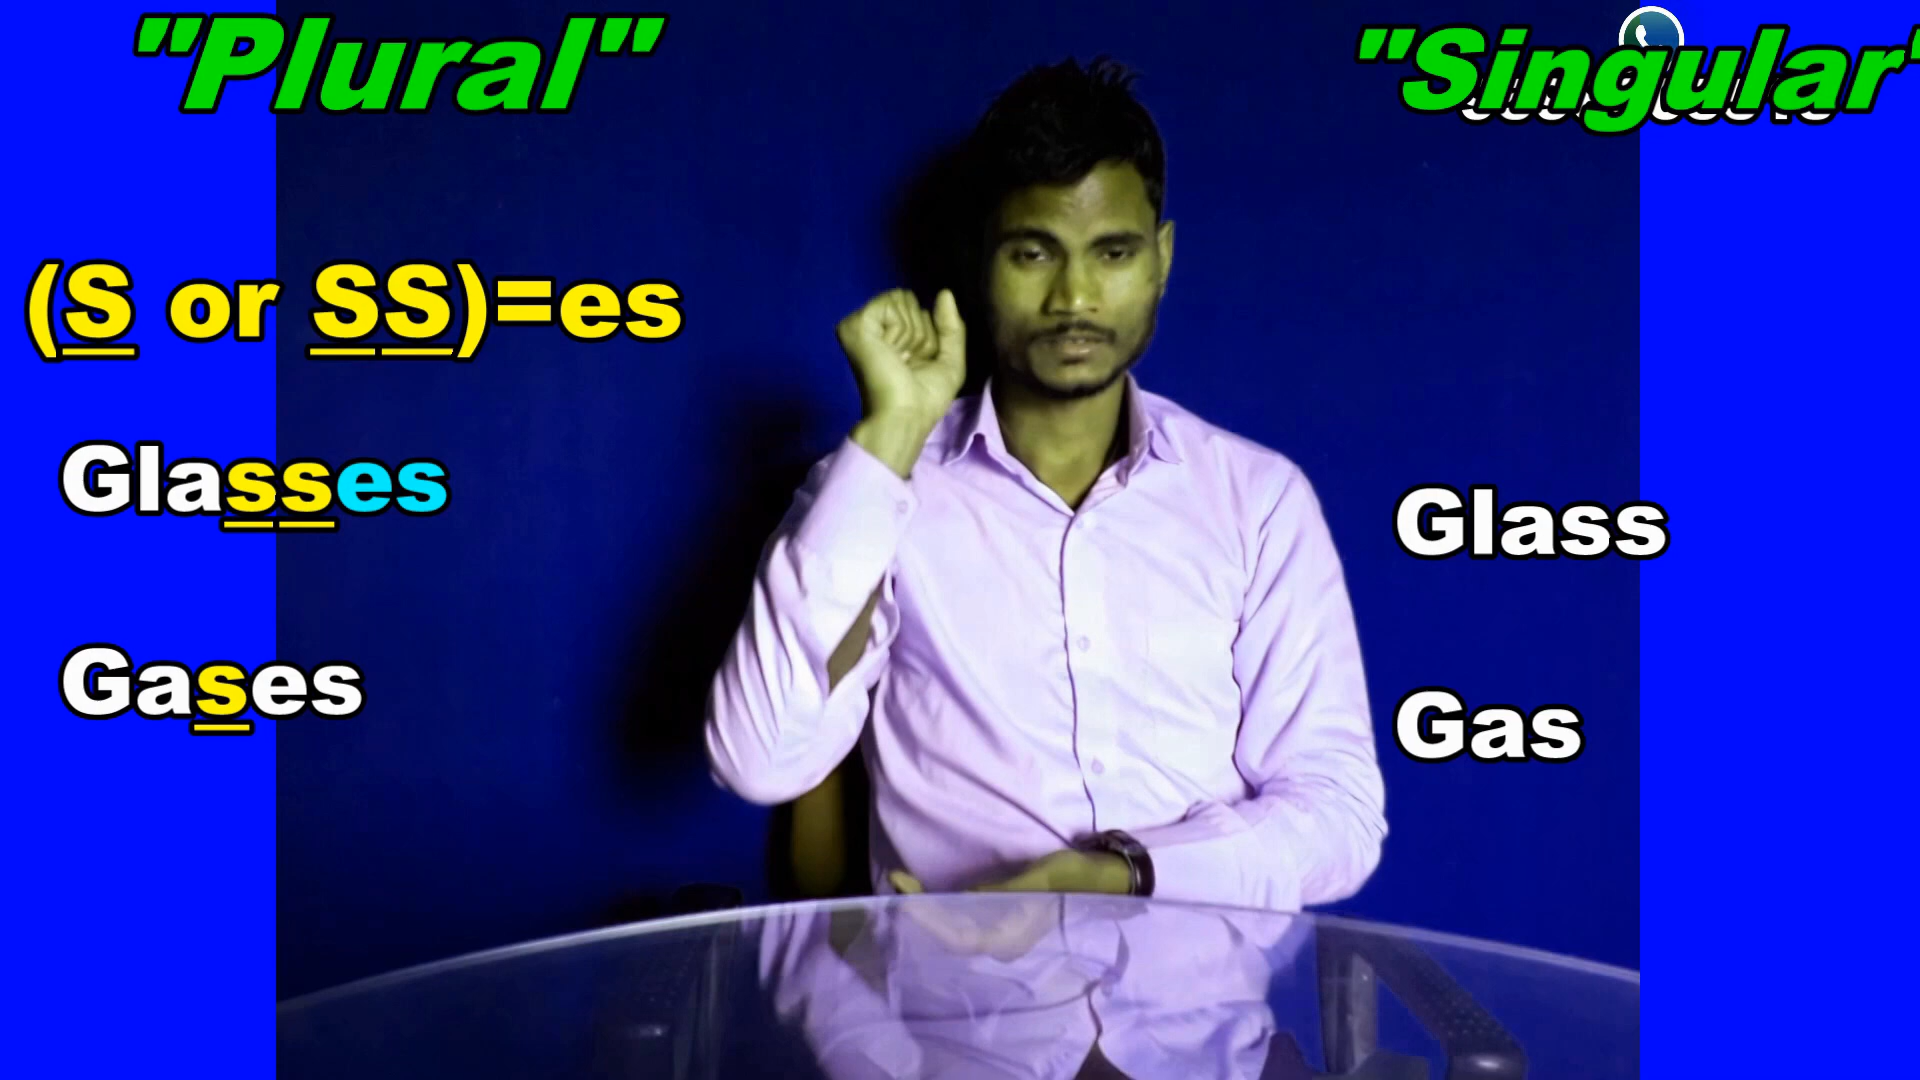 "Plural"
"Singular"
(S or SS)=es
Glasses
Glass
Gases
Gas